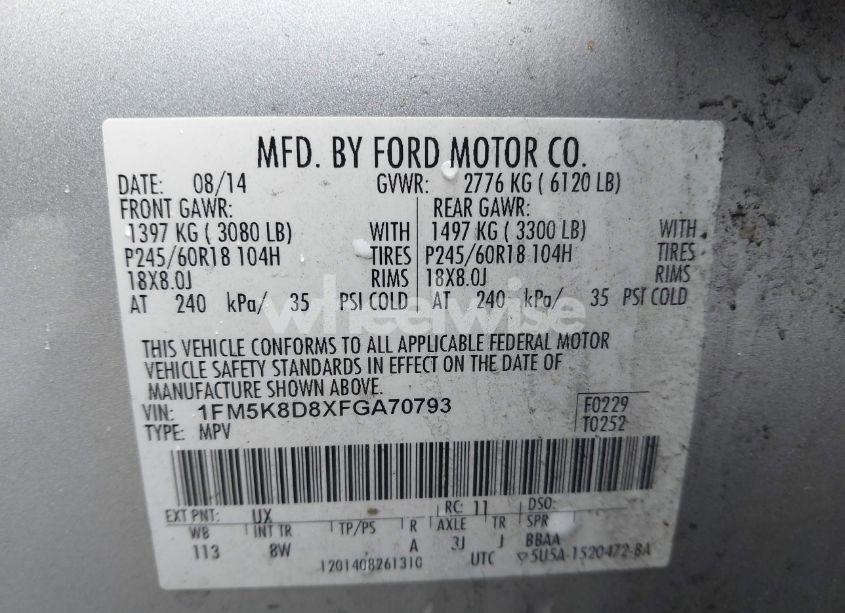 MFD. BY FORD MOTOR CO.
DATE: 08/14 GVWR: 2776 KG ( 6120 LB)
FRONT GAWR: REAR GAWR:
1397 KG ( 3080 LB) WITH 1497 KG ( 3300 LB) WITH
P245/60R18 104H TIRES P245/60R18 104H TIRES
18X8.0J RIMS 18X8.0J RIMS
AT 240 kPa/ 35 PSI COLD AT 240 kPa/ 35 PSI COLD
wheelwise
THIS VEHICLE CONFORMS TO ALL APPLICABLE FEDERAL MOTOR
VEHICLE SAFETY STANDARDS IN EFFECT ON THE DATE OF
MANUFACTURE SHOWN ABOVE.
VIN: 1FM5K8D8XFGA70793 F0229
TYPE: MPV T0252
EXT PNT: UX RC: 11 DSO:
WB INT TR TP/PS R AXLE TR SPR
113 8W A 3J J BBAA
1201408261310 UTC 5U5A-1520472-BA